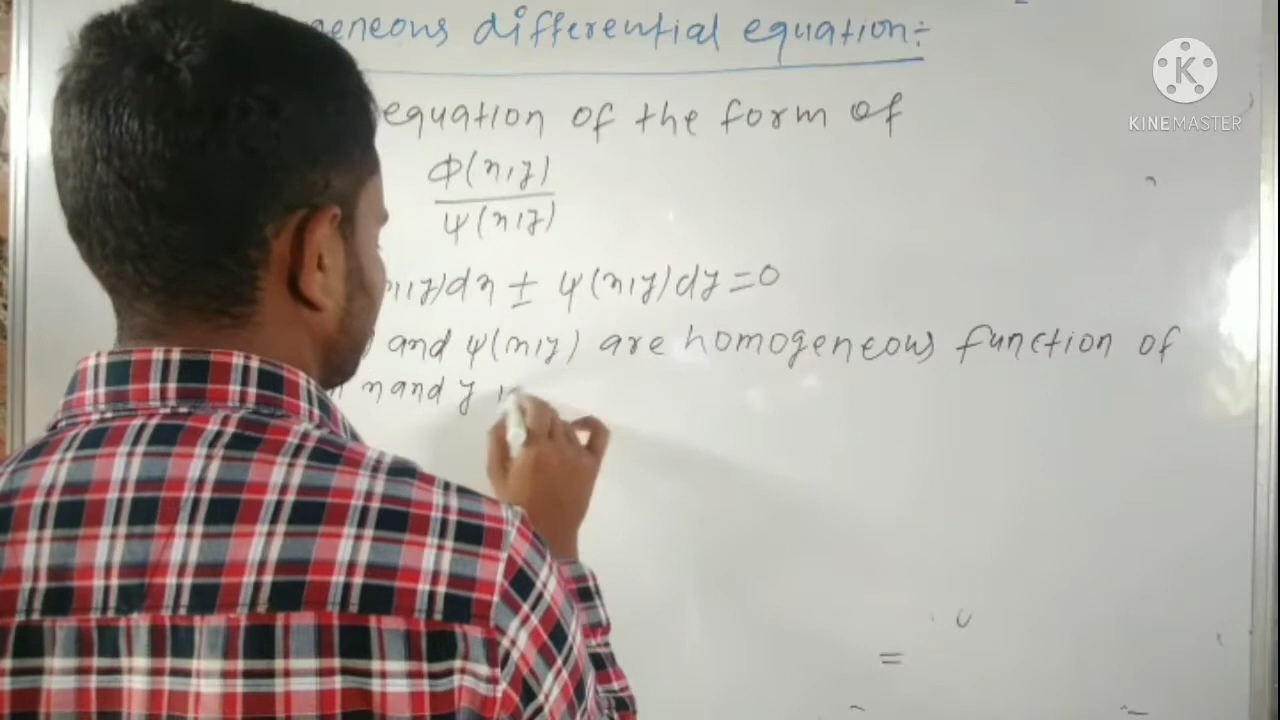 geneous differential equation:-
KINEMASTER
equation of the form of
Φ(x,y)
Ψ(x,y)
x,y)dx ± Ψ(x,y)dy=0
and Ψ(x,y) are homogeneous function of
x and y
=